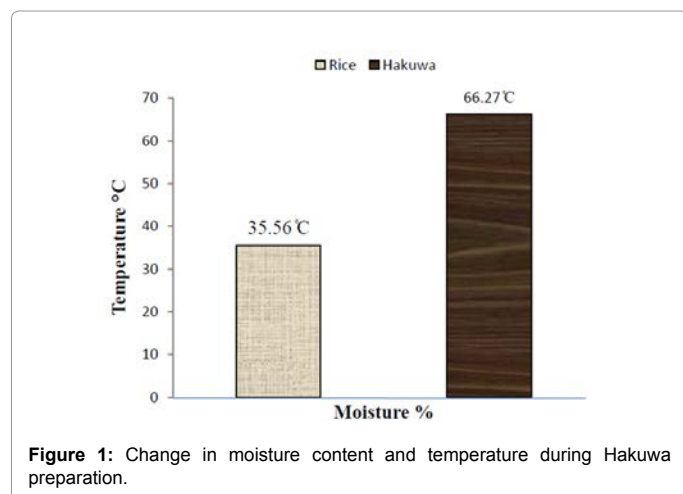 Rice Hakuwa
70
60
50
40
30
20
10
0
Temperature °C
35.56℃
66.27℃
Moisture %
Figure 1: Change in moisture content and temperature during Hakuwa
preparation.